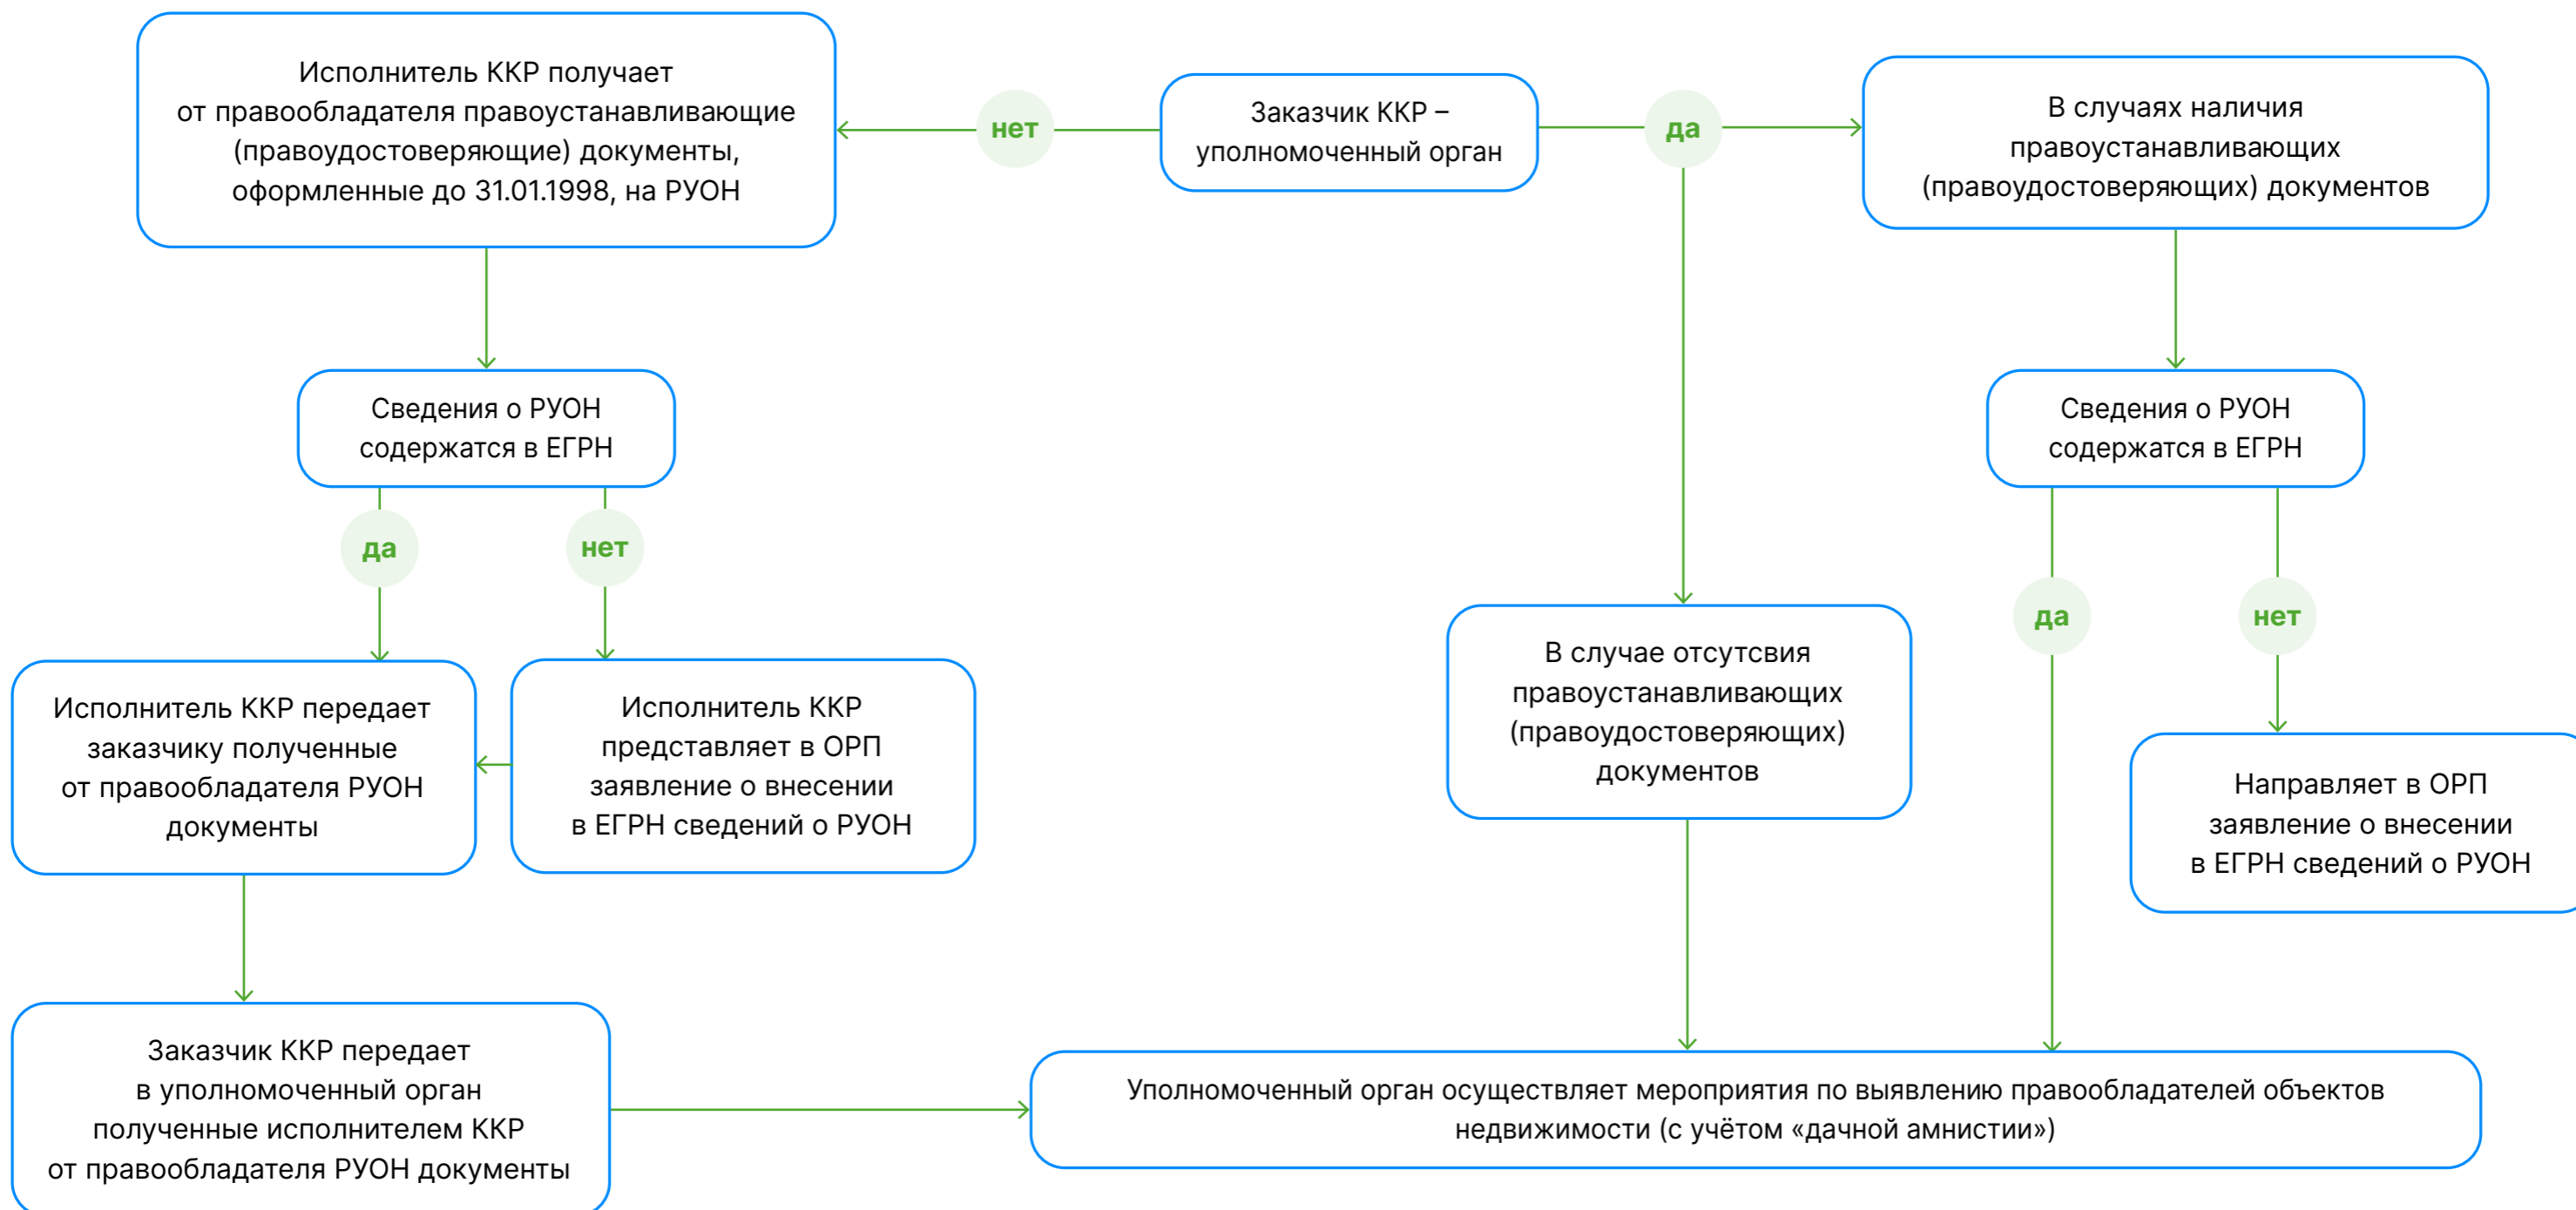 Исполнитель ККР получает
от правообладателя правоустанавливающие
(правоудостоверяющие) документы,
оформленные до 31.01.1998, на РУОН
нет
Заказчик ККР –
уполномоченный орган
да
В случаях наличия
правоустанавливающих
(правоудостоверяющих) документов
Сведения о РУОН
содержатся в ЕГРН
Сведения о РУОН
содержатся в ЕГРН
да
нет
да
нет
Исполнитель ККР передает
заказчику полученные
от правообладателя РУОН
документы
Исполнитель ККР
представляет в ОРП
заявление о внесении
в ЕГРН сведений о РУОН
В случае отсутсвия
правоустанавливающих
(правоудостоверяющих)
документов
Направляет в ОРП
заявление о внесении
в ЕГРН сведений о РУОН
Заказчик ККР передает
в уполномоченный орган
полученные исполнителем ККР
от правообладателя РУОН документы
Уполномоченный орган осуществляет мероприятия по выявлению правообладателей объектов
недвижимости (с учётом «дачной амнистии»)